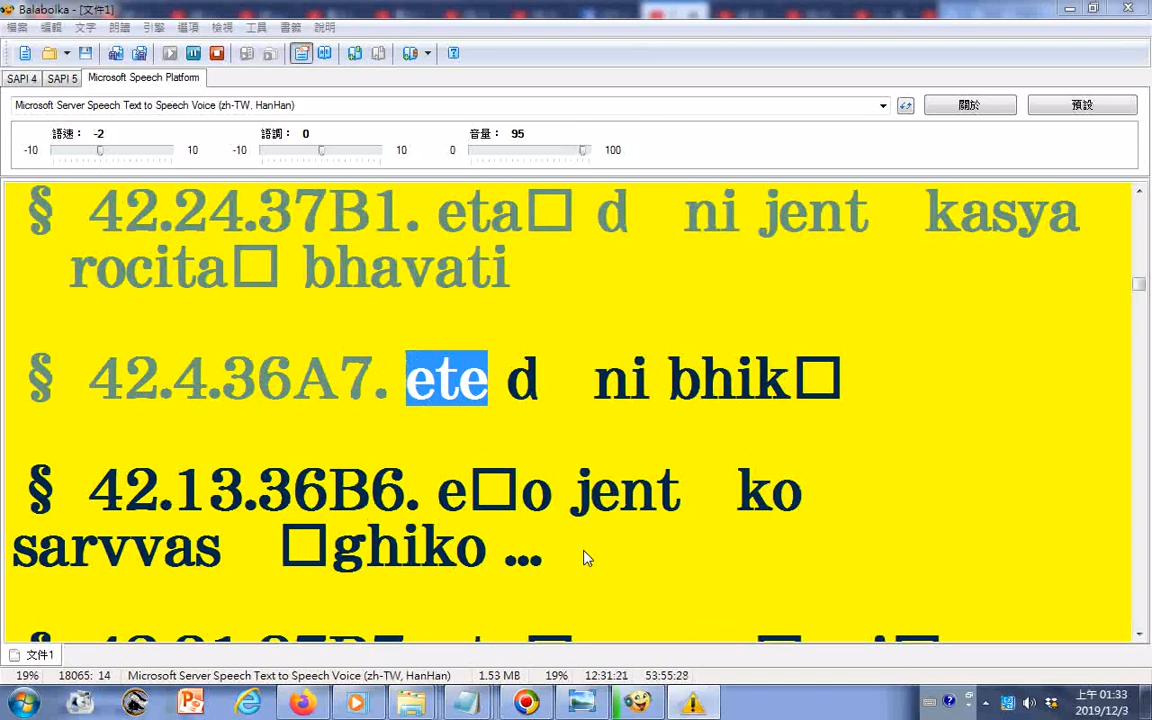 Balabolka - [文件1]
檔案 編輯 文字 朗讀 引擎 選項 檢視 工具 書籤 說明
SAPI 4 SAPI 5 Microsoft Speech Platform
Microsoft Server Speech Text to Speech Voice (zh-TW, HanHan) 關於 預設
語速： -2 語調： 0 音量： 95
-10 10 -10 10 0 100
§ 42.24.37B1. eta□ d ni jent kasya
rocita□ bhavati
§ 42.4.36A7. ete d ni bhik□
§ 42.13.36B6. e□o jent ko
sarvvas □ghiko ...
文件1
19% 18065: 14 Microsoft Server Speech Text to Speech Voice (zh-TW, HanHan) 1.53 MB 19% 12:31:21 53:55:28
上午 01:33
2019/12/3